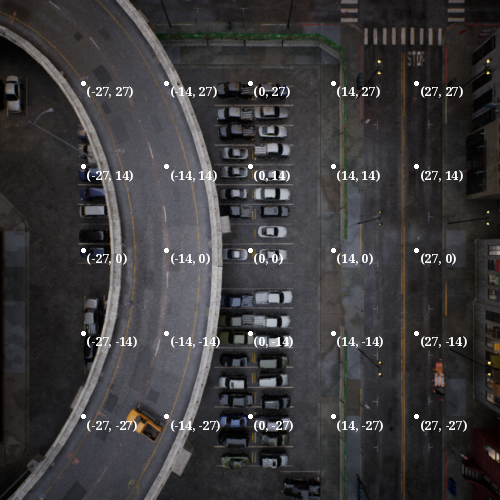 STOP
(-27, 27) (-14, 27) (0, 27) (14, 27) (27, 27)
(-27, 14) (-14, 14) (0, 14) (14, 14) (27, 14)
(-27, 0) (-14, 0) (0, 0) (14, 0) (27, 0)
(-27, -14) (-14, -14) (0, -14) (14, -14) (27, -14)
(-27, -27) (-14, -27) (0, -27) (14, -27) (27, -27)